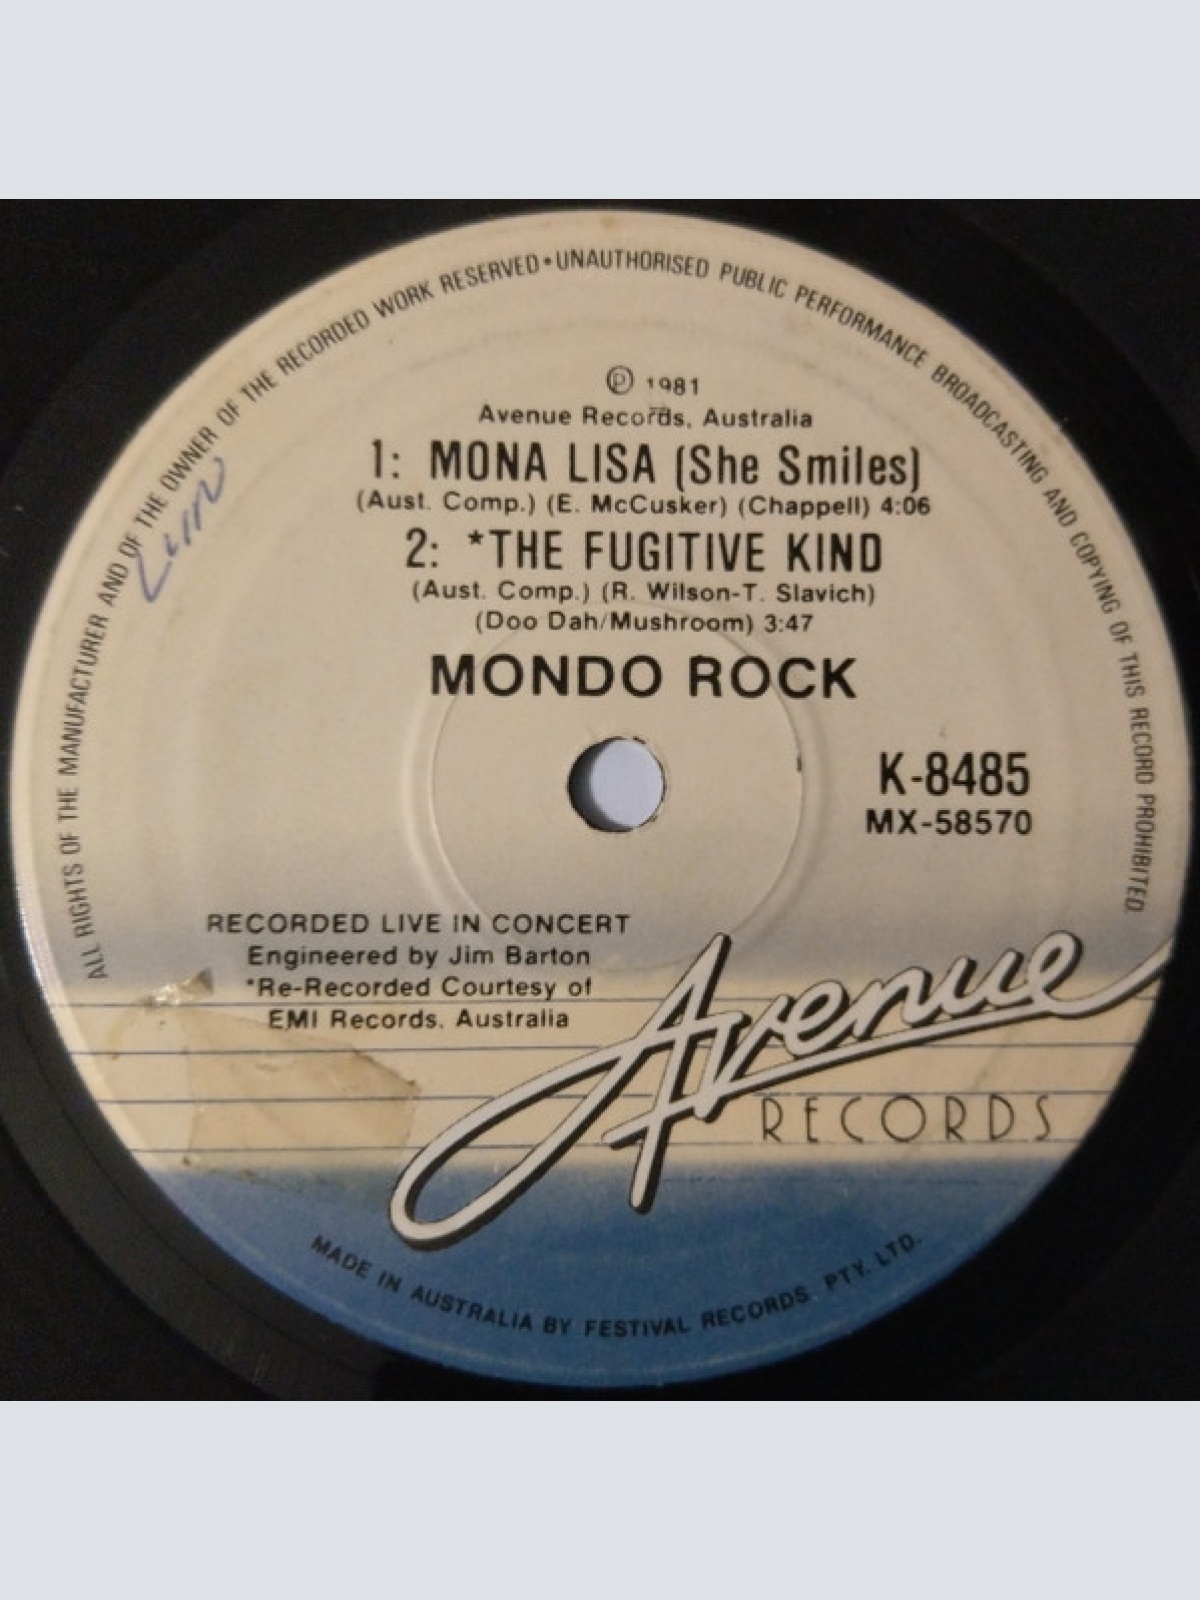 ALL RIGHTS OF THE MANUFACTURER AND OF THE OWNER OF THE RECORDED WORK RESERVED • UNAUTHORISED PUBLIC PERFORMANCE BROADCASTING AND COPYING OF THIS RECORD PROHIBITED
Ⓟ 1981
Avenue Records, Australia
1: MONA LISA (She Smiles)
(Aust. Comp.) (E. McCusker) (Chappell) 4:06
2: *THE FUGITIVE KIND
(Aust. Comp.) (R. Wilson-T. Slavich)
(Doo Dah/Mushroom) 3:47
MONDO ROCK
K-8485
MX-58570
RECORDED LIVE IN CONCERT
Engineered by Jim Barton
*Re-Recorded Courtesy of
EMI Records. Australia
Avenue
RECORDS
MADE IN AUSTRALIA BY FESTIVAL RECORDS. PTY. LTD.